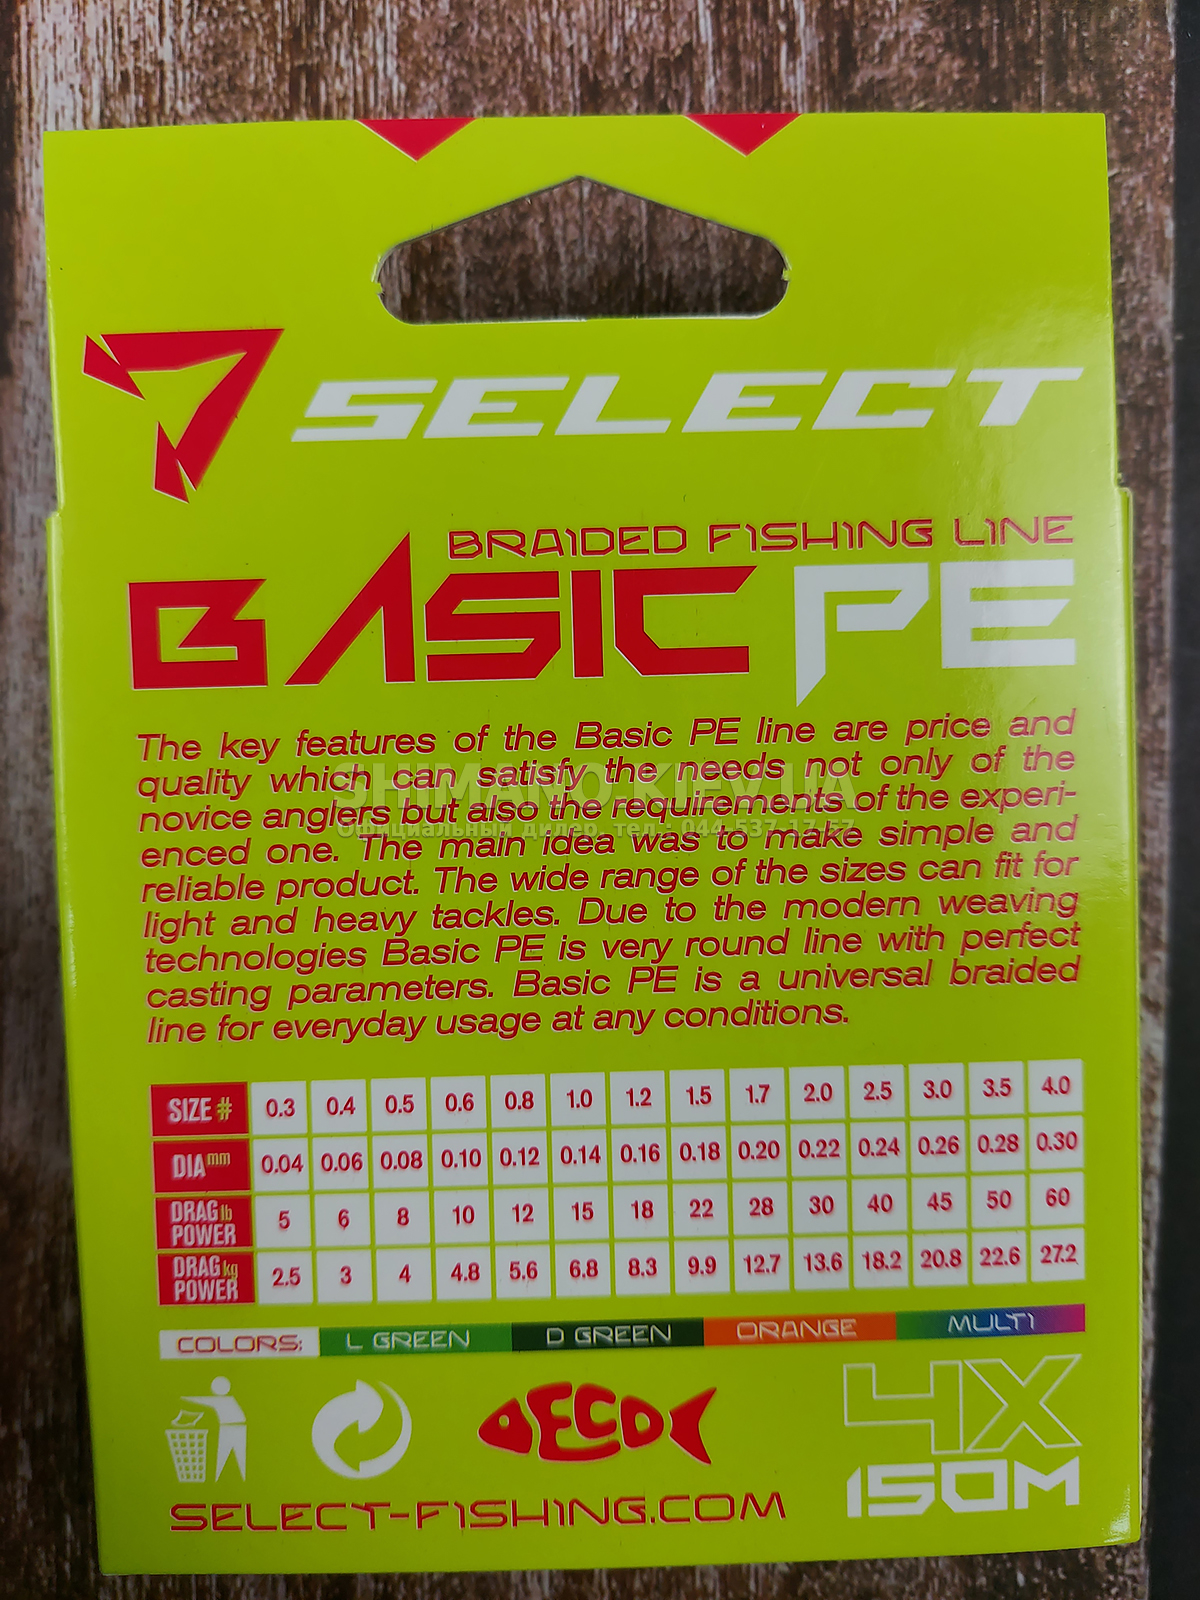 SELECT
BRAIDED FISHING LINE
BASIC PE
The key features of the Basic PE line are price and
quality which can satisfy the needs not only of the
SHIMANO.KIEV.UA
novice anglers but also the requirements of the experi-
Официальный дилер, тел.: 044 537 17 57
enced one. The main idea was to make simple and
reliable product. The wide range of the sizes can fit for
light and heavy tackles. Due to the modern weaving
technologies Basic PE is very round line with perfect
casting parameters. Basic PE is a universal braided
line for everyday usage at any conditions.
SIZE # 0.3 0.4 0.5 0.6 0.8 1.0 1.2 1.5 1.7 2.0 2.5 3.0 3.5 4.0
DIA mm 0.04 0.06 0.08 0.10 0.12 0.14 0.16 0.18 0.20 0.22 0.24 0.26 0.28 0.30
DRAG lb POWER 5 6 8 10 12 15 18 22 28 30 40 45 50 60
DRAG kg POWER 2.5 3 4 4.8 5.6 6.8 8.3 9.9 12.7 13.6 18.2 20.8 22.6 27.2
COLORS: L GREEN D GREEN ORANGE MULTI
ECO
4X
150M
SELECT-FISHING.COM